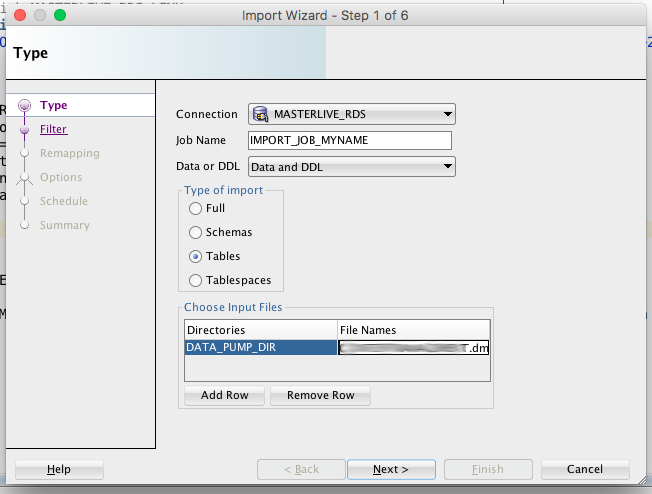 Import Wizard - Step 1 of 6
Type
Type
Filter
Remapping
Options
Schedule
Summary
Connection MASTERLIVE_RDS
Job Name IMPORT_JOB_MYNAME
Data or DDL Data and DDL
Type of import
Full
Schemas
Tables
Tablespaces
Choose Input Files
Directories File Names
DATA_PUMP_DIR .dm
Add Row Remove Row
Help < Back Next > Finish Cancel